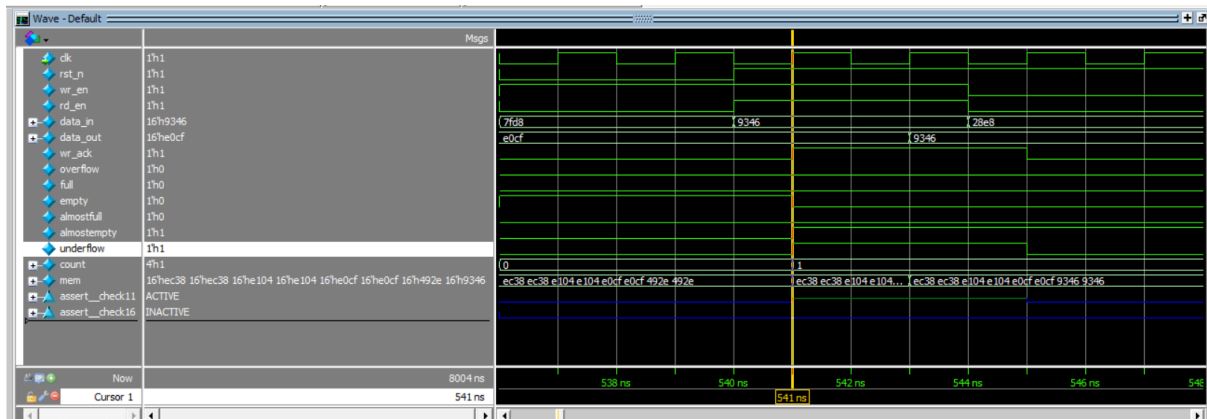 Wave - Default
Msgs
clk 1'h1
rst_n 1'h1
wr_en 1'h1
rd_en 1'h1
data_in 16'h9346 7fd8 9346 28e8
data_out 16'he0cf e0cf 9346
wr_ack 1'h1
overflow 1'h0
full 1'h0
empty 1'h0
almostfull 1'h0
almostempty 1'h1
underflow 1'h1
count 4'h1 0 1
mem 16'hec38 16'hec38 16'he104 16'he104 16'he0cf 16'he0cf 16'h492e 16'h9346 ec38 ec38 e104 e104 e0cf e0cf 492e 492e ec38 ec38 e104 e104... ec38 ec38 e104 e104 e0cf e0cf 9346 9346
assert__check11 ACTIVE
assert__check16 INACTIVE
Now 8004 ns 538 ns 540 ns 542 ns 544 ns 546 ns 548
Cursor 1 541 ns 541 ns